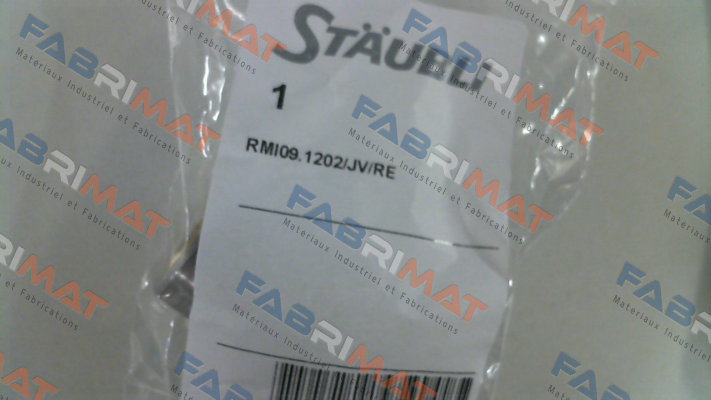 STÄUBLI
1
RMI09.1202/JV/RE
FABRIMAT
Materiaux Industriel et Fabrications